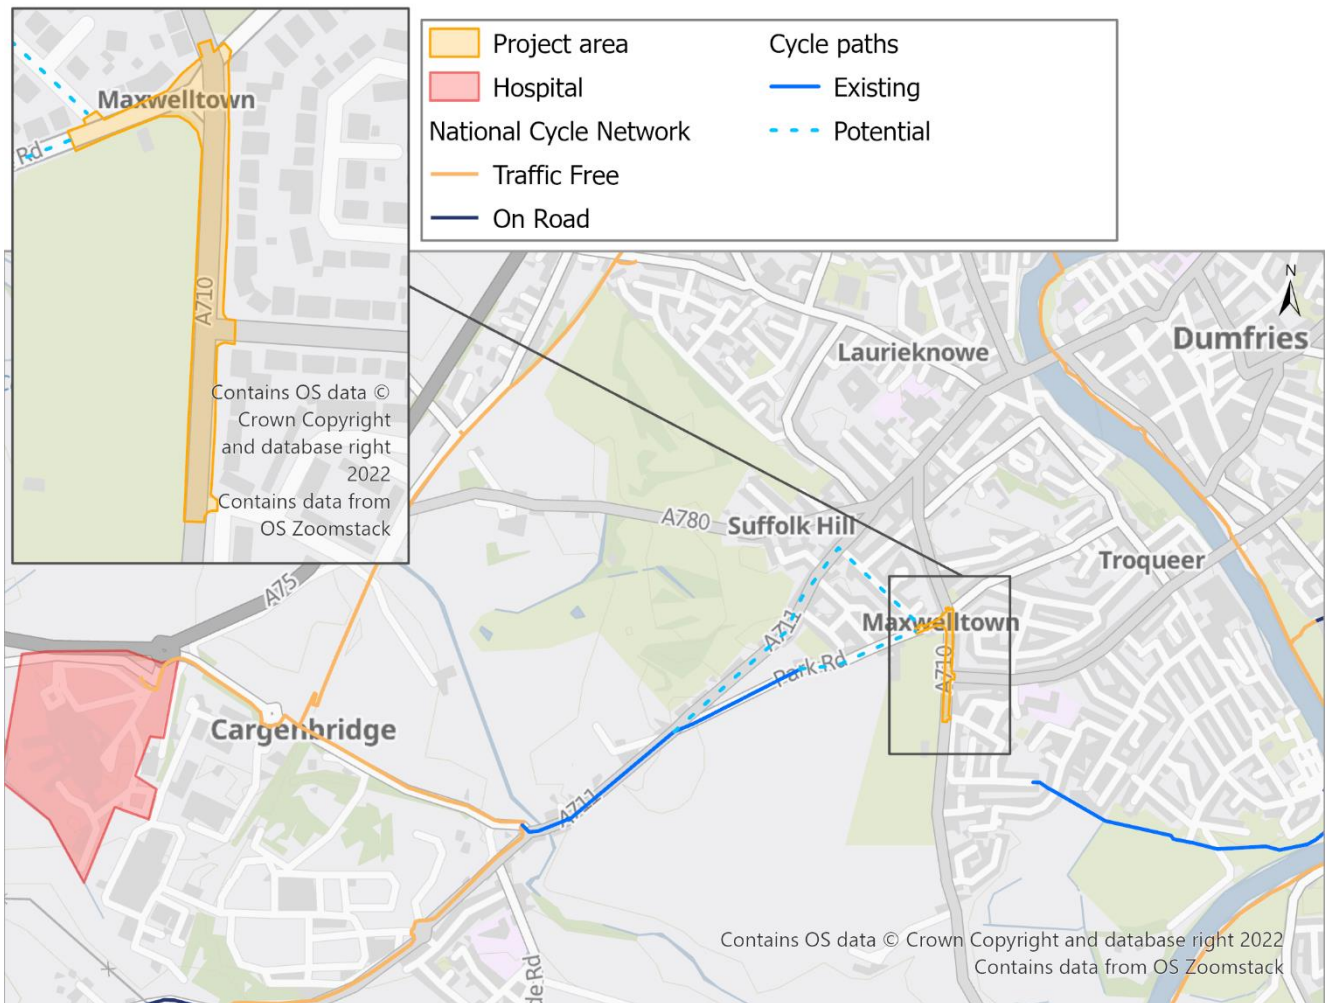 Maxwelltown
Rd
A710
Contains OS data ©
Crown Copyright
and database right
2022
Contains data from
OS Zoomstack
Project area
Hospital
National Cycle Network
Traffic Free
On Road
Cycle paths
Existing
Potential
N
Dumfries
Laurieknowe
A780
Suffolk Hill
Troqueer
A75
Maxwelltown
A711
Park Rd
A710
Cargenbridge
A711
de Rd
Contains OS data © Crown Copyright and database right 2022
Contains data from OS Zoomstack